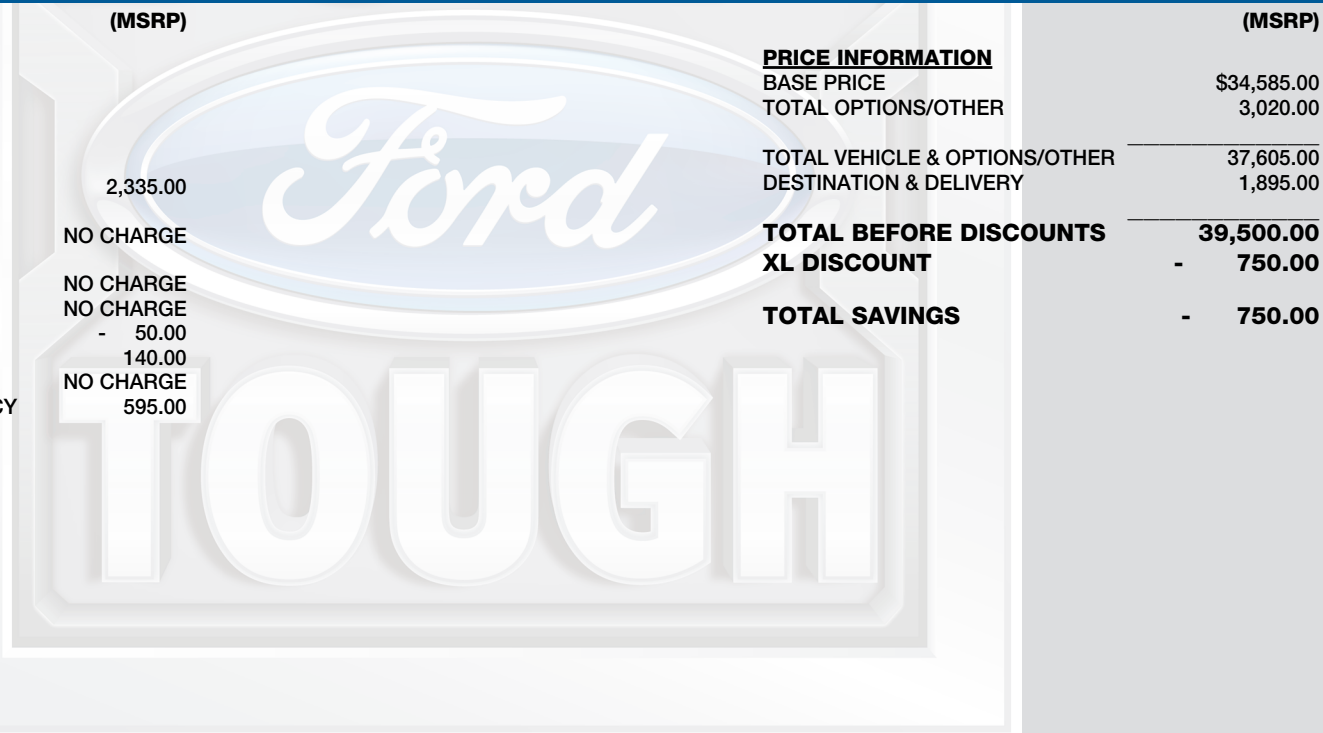 (MSRP)
2,335.00
NO CHARGE
NO CHARGE
NO CHARGE
- 50.00
140.00
NO CHARGE
CY 595.00
(MSRP)
PRICE INFORMATION
BASE PRICE $34,585.00
TOTAL OPTIONS/OTHER 3,020.00
TOTAL VEHICLE & OPTIONS/OTHER 37,605.00
DESTINATION & DELIVERY 1,895.00
TOTAL BEFORE DISCOUNTS 39,500.00
XL DISCOUNT - 750.00
TOTAL SAVINGS - 750.00
Ford
TOUGH